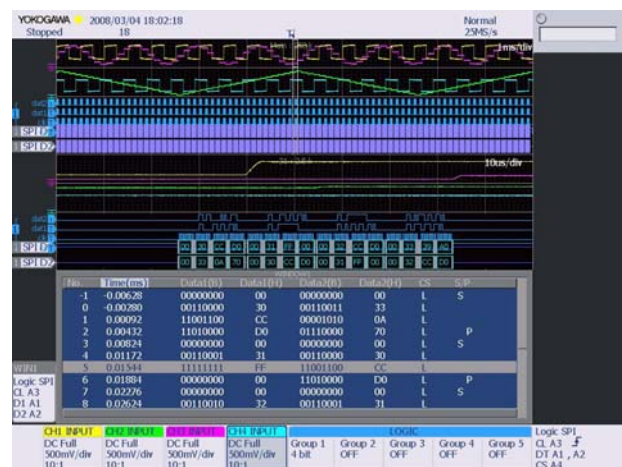 YOKOGAWA 2008/03/04 18:02:18 Normal
Stopped 18 25MS/s
1ms/div
SPI D
SPI D
10us/div
SPI D
SPI D
00 30 CC D0 00 31 FF 00 00 32 CC D0 00 33
00 33 0A 70 00 30 CC D0 00 31 FF 00 00 32 CC D0
No. Time(ms) Data1(B) Data1(H) Data2(B) Data2(H) CS S/P
-1 -0.00628 00000000 00 00000000 00 L S
0 -0.00280 00110000 30 00110011 33 L
1 0.00092 11001100 CC 00001010 0A L
2 0.00432 11010000 D0 01110000 70 L P
3 0.00824 00000000 00 00000000 00 L S
4 0.01172 00110001 31 00110000 30 L
5 0.01544 11111111 FF 11001100 CC L
6 0.01884 00000000 00 11010000 D0 L P
7 0.02276 00000000 00 00000000 00 L S
8 0.02624 00110010 32 00110001 31 L
WIN1
Logic SPI
CL A3
D1 A1
D2 A2
CH1 INPUT CH2 INPUT CH3 INPUT CH4 INPUT LOGIC Logic SPI
DC Full DC Full DC Full DC Full Group 1 Group 2 Group 3 Group 4 Group 5 CL A3
500mV/div 500mV/div 500mV/div 500mV/div 4 bit OFF OFF OFF OFF DT A1 , A2
10:1 10:1 10:1 10:1 CS A4